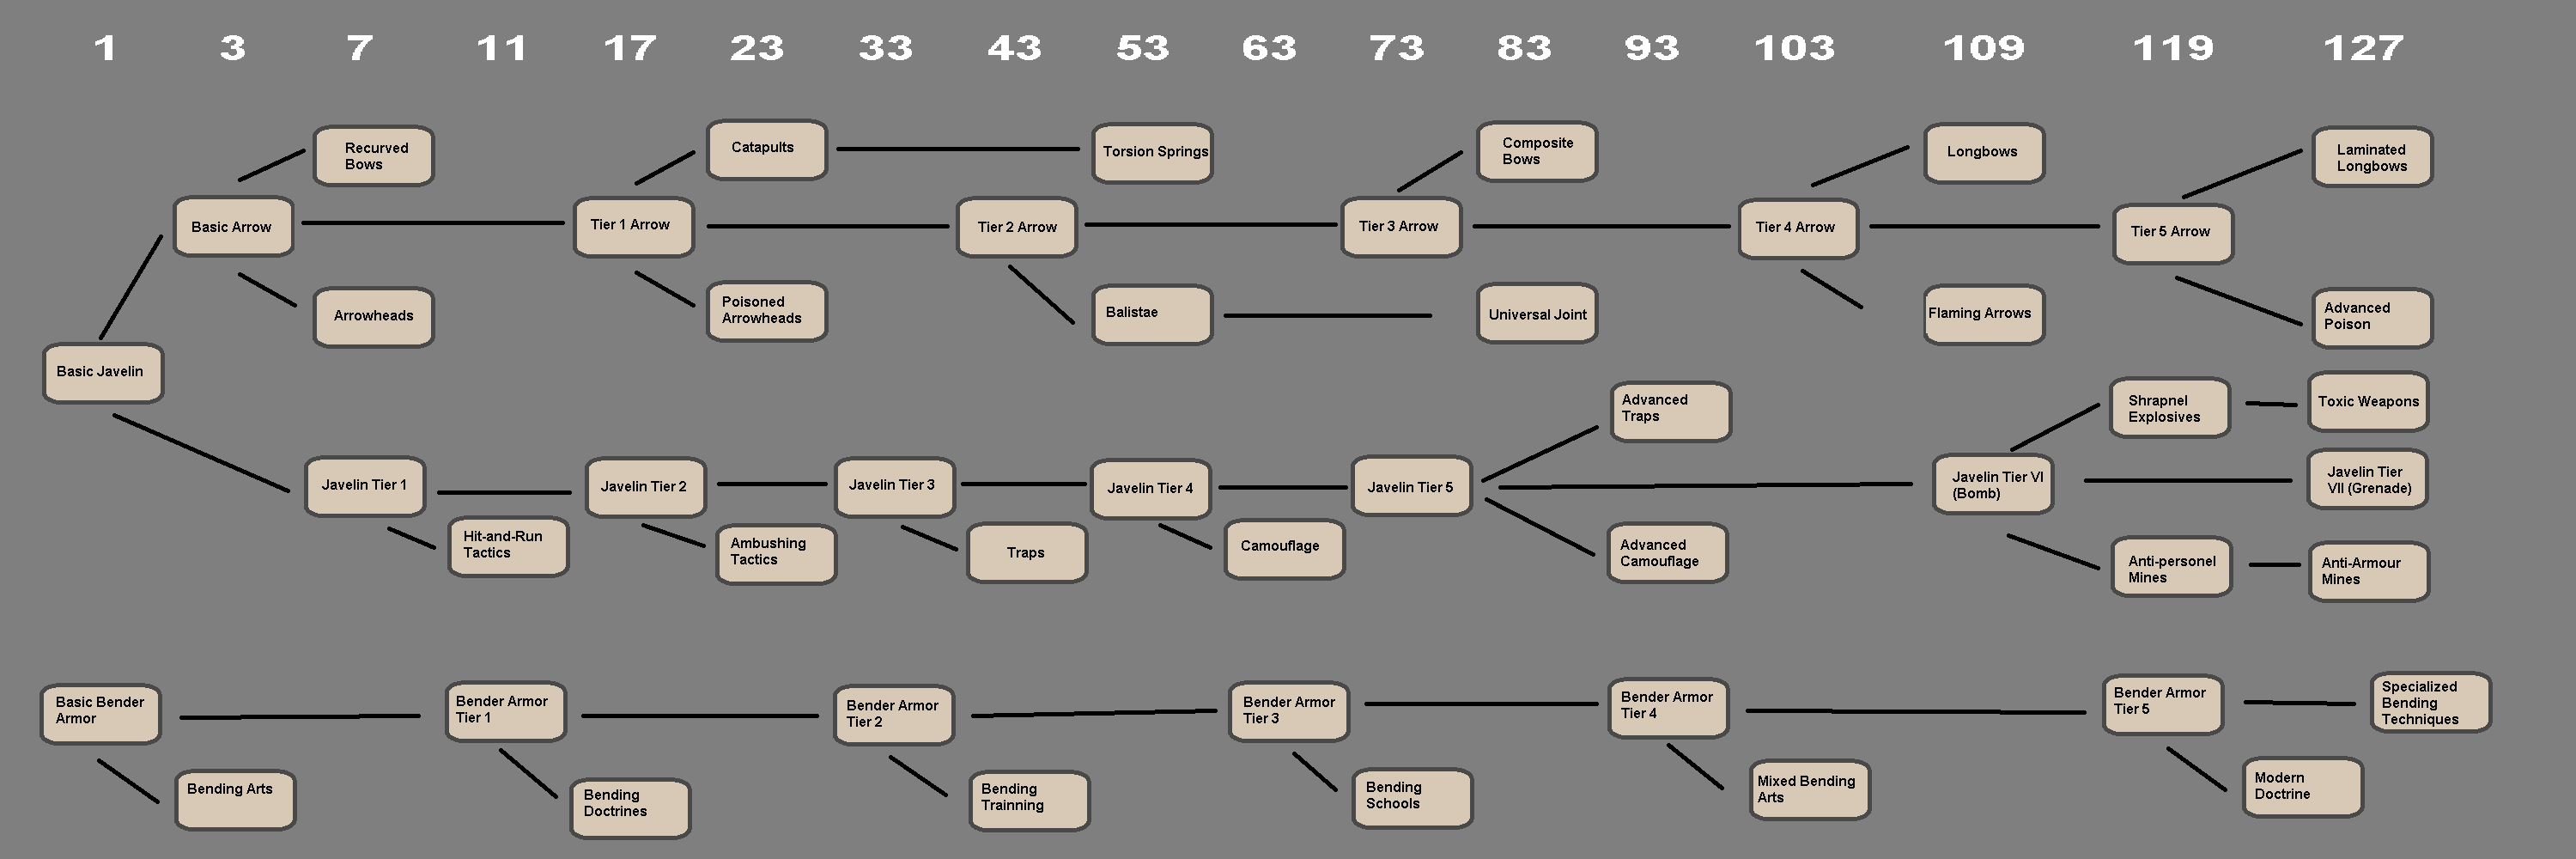 1 3 7 11 17 23 33 43 53 63 73 83 93 103 109 119 127
Recurved
Bows
Catapults
Torsion Springs
Composite
Bows
Longbows
Laminated
Longbows
Basic Arrow
Tier 1 Arrow
Tier 2 Arrow
Tier 3 Arrow
Tier 4 Arrow
Tier 5 Arrow
Arrowheads
Poisoned
Arrowheads
Balistae
Universal Joint
Flaming Arrows
Advanced
Poison
Basic Javelin
Advanced
Traps
Shrapnel
Explosives
Toxic Weapons
Javelin Tier 1
Javelin Tier 2
Javelin Tier 3
Javelin Tier 4
Javelin Tier 5
Javelin Tier VI
(Bomb)
Javelin Tier
VII (Grenade)
Hit-and-Run
Tactics
Ambushing
Tactics
Traps
Camouflage
Advanced
Camouflage
Anti-personel
Mines
Anti-Armour
Mines
Basic Bender
Armor
Bender Armor
Tier 1
Bender Armor
Tier 2
Bender Armor
Tier 3
Bender Armor
Tier 4
Bender Armor
Tier 5
Specialized
Bending
Techniques
Bending Arts
Bending
Doctrines
Bending
Trainning
Bending
Schools
Mixed Bending
Arts
Modern
Doctrine